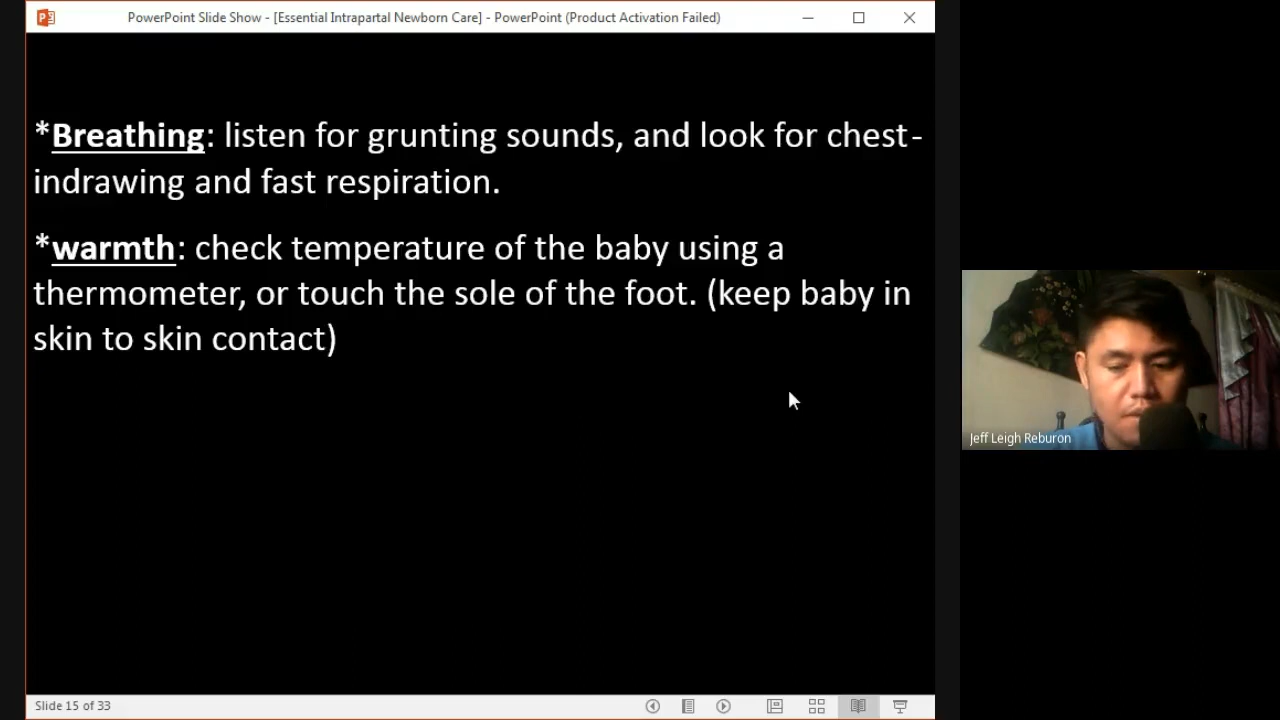 PowerPoint Slide Show - [Essential Intrapartal Newborn Care] - PowerPoint (Product Activation Failed)
*Breathing: listen for grunting sounds, and look for chest-
indrawing and fast respiration.
*warmth: check temperature of the baby using a
thermometer, or touch the sole of the foot. (keep baby in
skin to skin contact)
Jeff Leigh Reburon
Slide 15 of 33